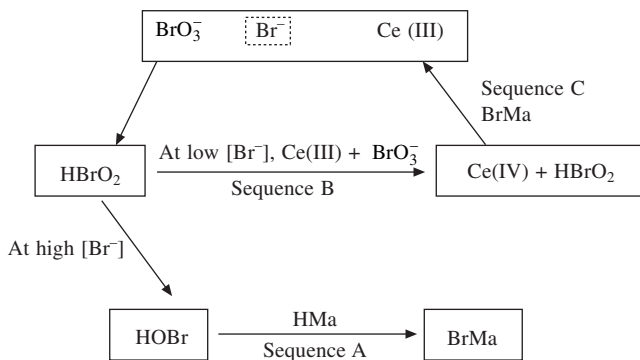 BrO₃⁻ Br⁻ Ce (III)
Sequence C
BrMa
At low [Br⁻], Ce(III) + BrO₃⁻
HBrO₂
Sequence B
Ce(IV) + HBrO₂
At high [Br⁻]
HOBr
HMa
Sequence A
BrMa